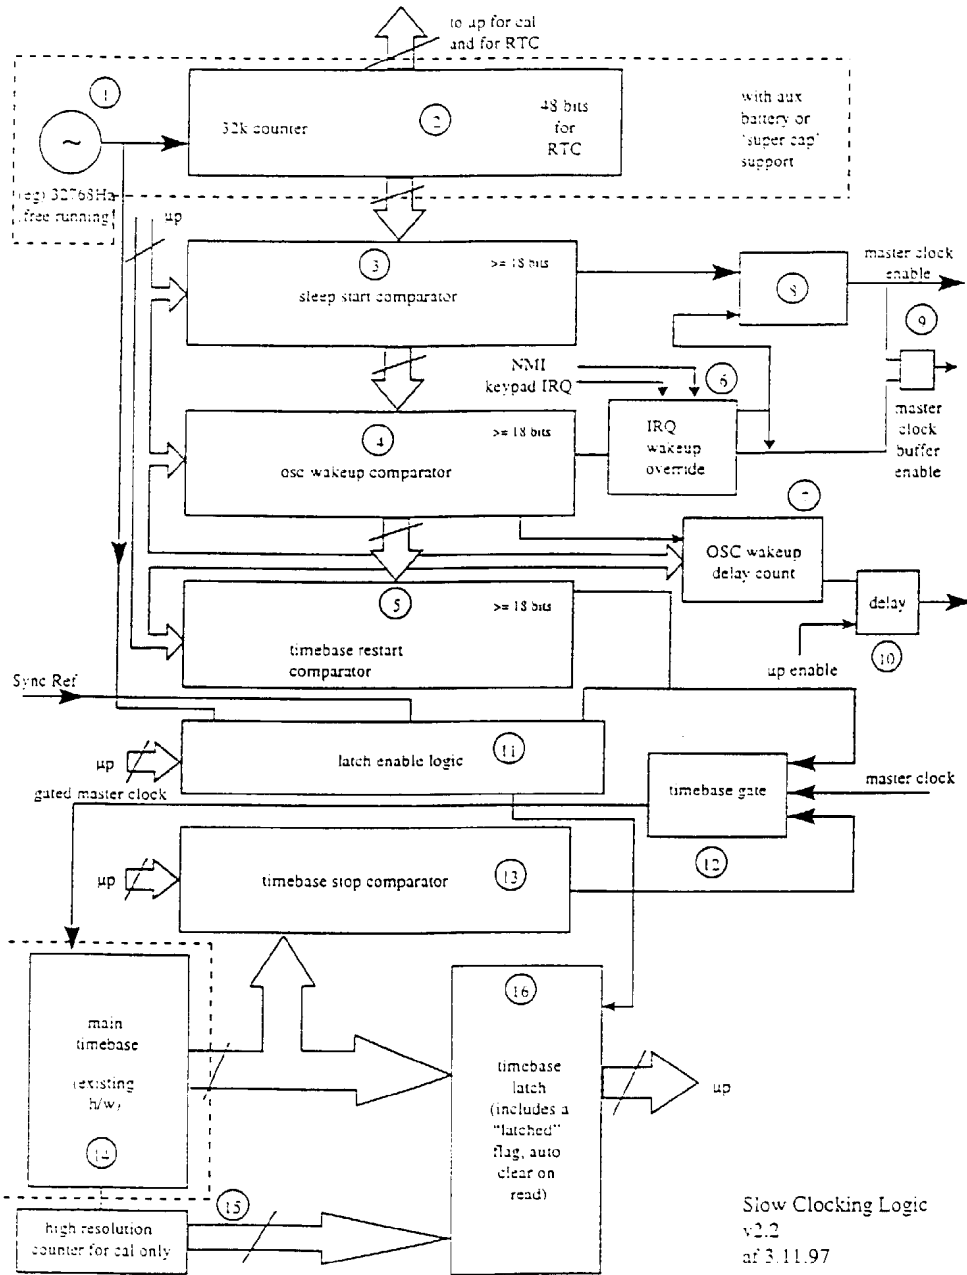 to up for cal
and for RTC
1
2
32k counter
48 bits
for
RTC
with aux
battery or
'super cap'
support
~
(eg) 32768Hz
free running
µp
3
>= 18 bits
sleep start comparator
8
master clock
enable
9
NMI
keypad IRQ
6
4
>= 18 bits
osc wakeup comparator
IRQ
wakeup
override
master
clock
buffer
enable
7
OSC wakeup
delay count
5
>= 18 bits
timebase restart
comparator
delay
10
up enable
Sync Ref
11
latch enable logic
µp
gated master clock
timebase gate
master clock
12
13
timebase stop comparator
µp
16
main
timebase
(existing
h/w)
14
timebase
latch
(includes a
"latched"
flag, auto
clear on
read)
up
15
high resolution
counter for cal only
Slow Clocking Logic
v2.2
af 3.11.97